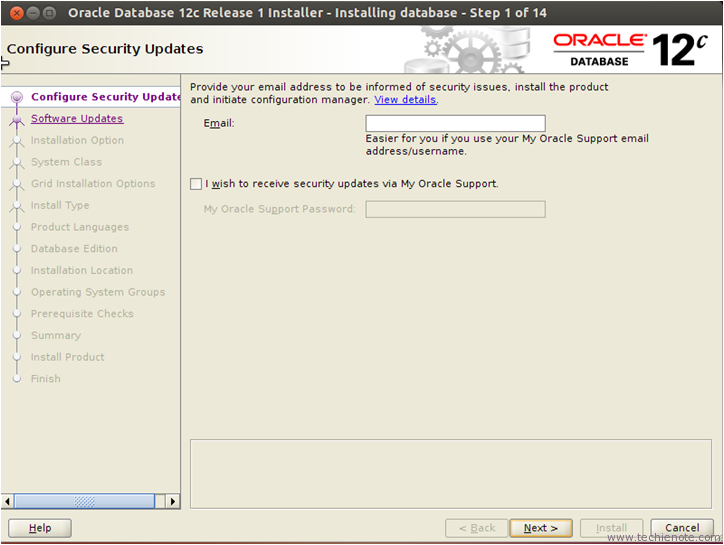 Oracle Database 12c Release 1 Installer - Installing database - Step 1 of 14
Configure Security Updates
ORACLE
DATABASE
12c
Configure Security Update
Software Updates
Installation Option
System Class
Grid Installation Options
Install Type
Product Languages
Database Edition
Installation Location
Operating System Groups
Prerequisite Checks
Summary
Install Product
Finish
Provide your email address to be informed of security issues, install the product
and initiate configuration manager. View details.
Email:
Easier for you if you use your My Oracle Support email
address/username.
I wish to receive security updates via My Oracle Support.
My Oracle Support Password:
Help
< Back
Next >
Install
Cancel
www.techienote.com